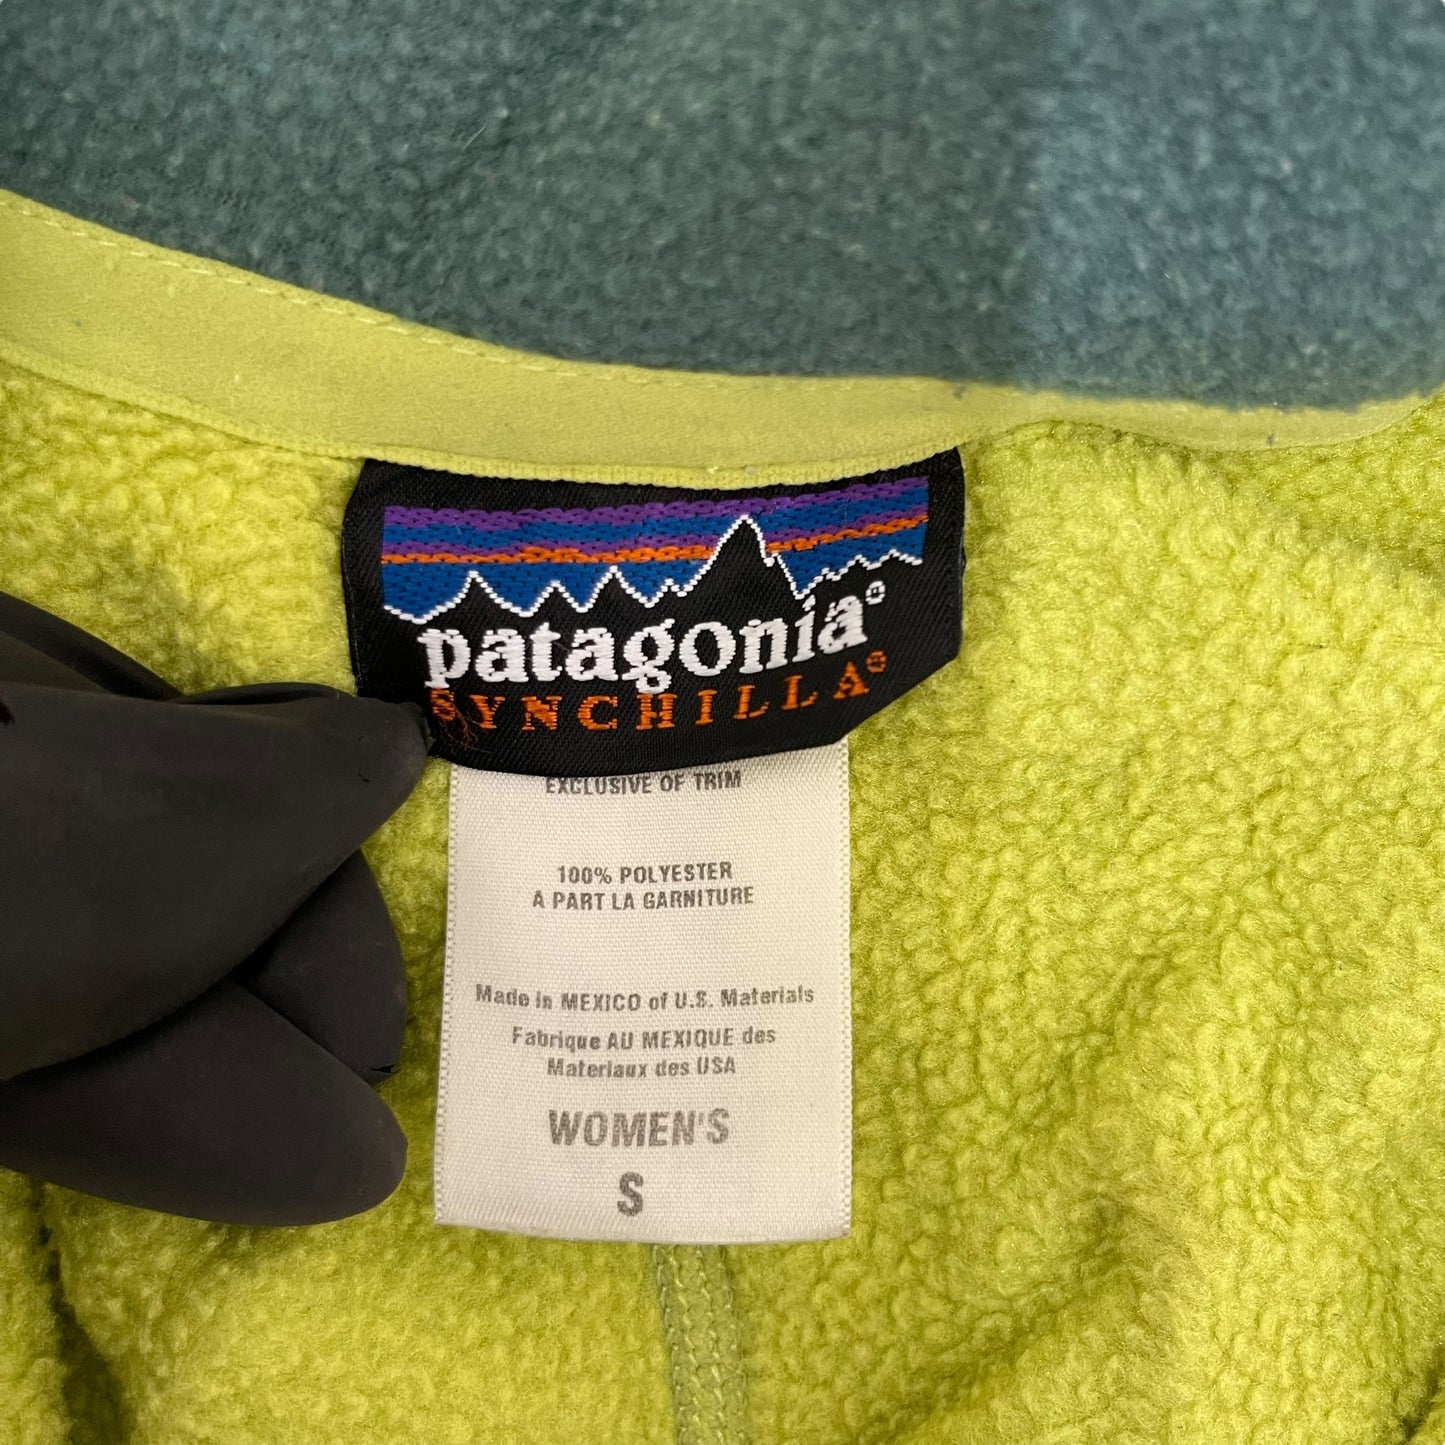 patagonia®
SYNCHILLA®
EXCLUSIVE OF TRIM
100% POLYESTER
À PART LA GARNITURE
Made in MEXICO of U.S. Materials
Fabrique AU MEXIQUE des
Materiaux des USA
WOMEN'S
S